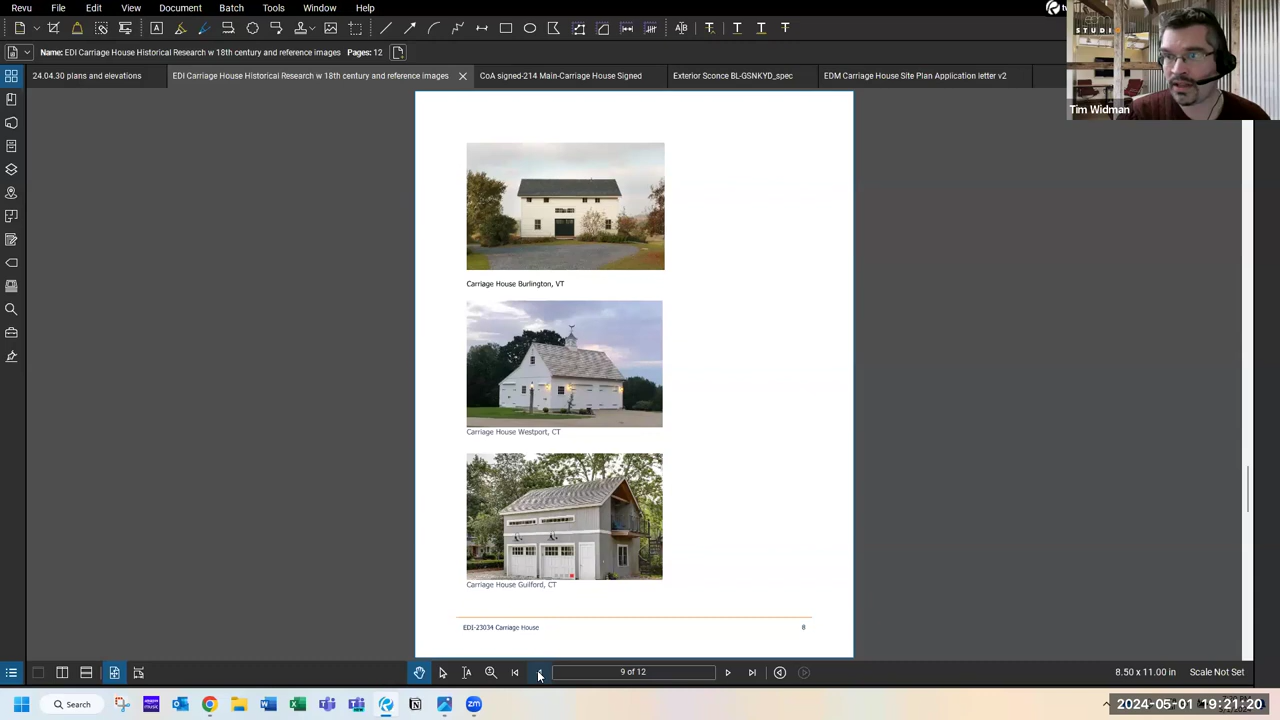 Revu File Edit View Document Batch Tools Window Help
Name: EDI Carriage House Historical Research w 18th century and reference images Pages: 12
24.04.30 plans and elevations
EDI Carriage House Historical Research w 18th century and reference images
CoA signed-214 Main-Carriage House Signed
Exterior Sconce BL-GSNKYD_spec
EDM Carriage House Site Plan Application letter v2
Tim Widman
Carriage House Burlington, VT
Carriage House Westport, CT
Carriage House Guilford, CT
EDI-23034 Carriage House 8
9 of 12
8.50 x 11.00 in Scale Not Set
Search
2024-05-01 19:21:20